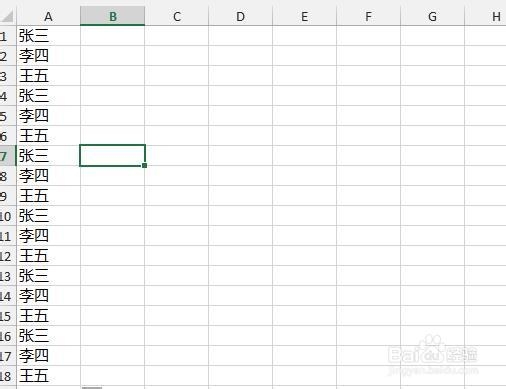 A B C D E F G H
1 张三
2 李四
3 王五
4 张三
5 李四
6 王五
7 张三
8 李四
9 王五
10 张三
11 李四
12 王五
13 张三
14 李四
15 王五
16 张三
17 李四
18 王五
Baidu 经验
jingyan.baidu.com